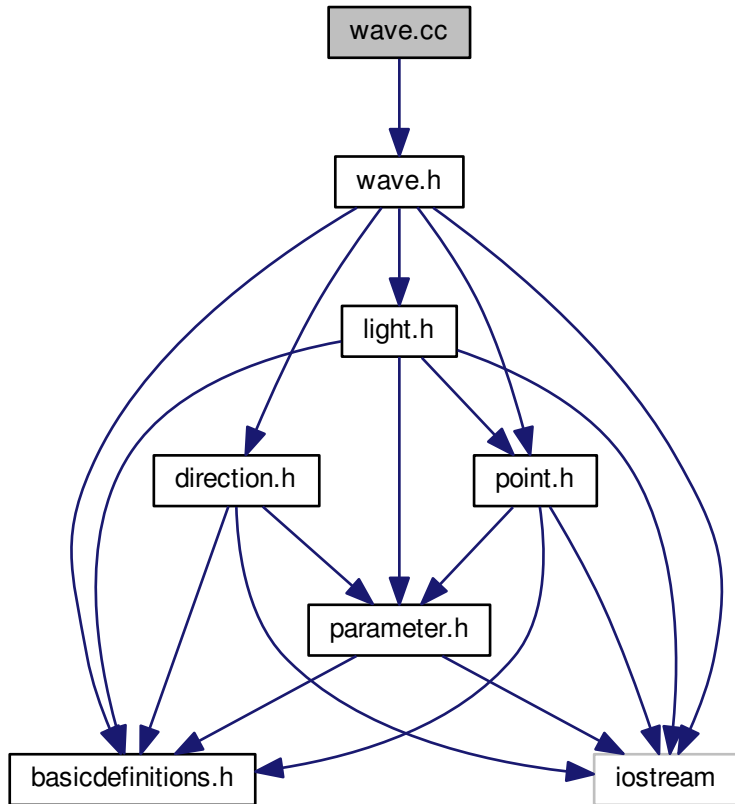 wave.cc
wave.h
light.h
direction.h
point.h
parameter.h
basicdefinitions.h
iostream